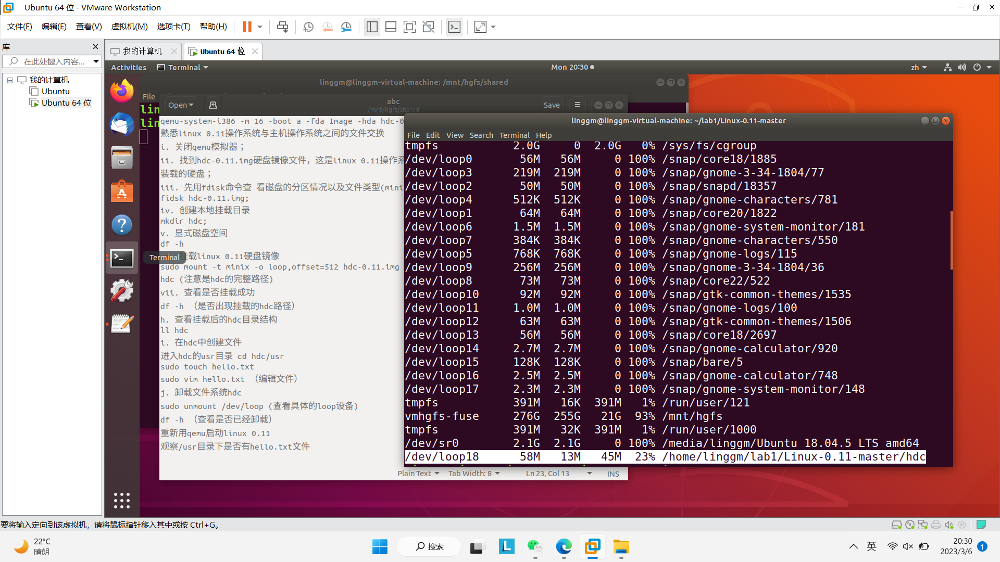 Ubuntu 64 位 - VMware Workstation
文件(F) 编辑(E) 查看(V) 虚拟机(M) 选项卡(T) 帮助(H)
库
在此处键入内容...
我的计算机
Ubuntu
Ubuntu 64 位
我的计算机
Ubuntu 64 位
Activities
Terminal
Mon 20:30
zh
linggm@linggm-virtual-machine: /mnt/hgfs/shared
File
lin
lin
Open
abc
/mnt/hgfs/shared
Save
qemu-system-i386 -m 16 -boot a -fda Image -hda hdc-0
熟悉linux 0.11操作系统与主机操作系统之间的文件交换
i. 关闭qemu模拟器；
ii. 找到hdc-0.11.img硬盘镜像文件，这是linux 0.11操作系
装载的硬盘；
iii. 先用fdisk命令查 看磁盘的分区情况以及文件类型(mini
fidsk hdc-0.11.img;
iv. 创建本地挂载目录
mkdir hdc;
v. 显式磁盘空间
df -h
挂载linux 0.11硬盘镜像
Terminal
sudo mount -t minix -o loop,offset=512 hdc-0.11.img
hdc (注意是hdc的完整路径)
vii. 查看是否挂载成功
df -h （是否出现挂载的hdc路径）
h. 查看挂载后的hdc目录结构
ll hdc
i. 在hdc中创建文件
进入hdc的usr目录 cd hdc/usr
sudo touch hello.txt
sudo vim hello.txt （编辑文件）
j. 卸载文件系统hdc
sudo unmount /dev/loop (查看具体的loop设备)
df -h （查看是否已经卸载）
重新用qemu启动linux 0.11
观察/usr目录下是否有hello.txt文件
Plain Text Tab Width: 8 Ln 23, Col 13 INS
linggm@linggm-virtual-machine: ~/lab1/Linux-0.11-master
File Edit View Search Terminal Help
tmpfs 2.0G 0 2.0G 0% /sys/fs/cgroup
/dev/loop0 56M 56M 0 100% /snap/core18/1885
/dev/loop3 219M 219M 0 100% /snap/gnome-3-34-1804/77
/dev/loop2 50M 50M 0 100% /snap/snapd/18357
/dev/loop4 512K 512K 0 100% /snap/gnome-characters/781
/dev/loop1 64M 64M 0 100% /snap/core20/1822
/dev/loop6 1.5M 1.5M 0 100% /snap/gnome-system-monitor/181
/dev/loop7 384K 384K 0 100% /snap/gnome-characters/550
/dev/loop5 768K 768K 0 100% /snap/gnome-logs/115
/dev/loop9 256M 256M 0 100% /snap/gnome-3-34-1804/36
/dev/loop8 73M 73M 0 100% /snap/core22/522
/dev/loop10 92M 92M 0 100% /snap/gtk-common-themes/1535
/dev/loop11 1.0M 1.0M 0 100% /snap/gnome-logs/100
/dev/loop12 63M 63M 0 100% /snap/gtk-common-themes/1506
/dev/loop13 56M 56M 0 100% /snap/core18/2697
/dev/loop14 2.7M 2.7M 0 100% /snap/gnome-calculator/920
/dev/loop15 128K 128K 0 100% /snap/bare/5
/dev/loop16 2.5M 2.5M 0 100% /snap/gnome-calculator/748
/dev/loop17 2.3M 2.3M 0 100% /snap/gnome-system-monitor/148
tmpfs 391M 16K 391M 1% /run/user/121
vmhgfs-fuse 276G 255G 21G 93% /mnt/hgfs
tmpfs 391M 32K 391M 1% /run/user/1000
/dev/sr0 2.1G 2.1G 0 100% /media/linggm/Ubuntu 18.04.5 LTS amd64
/dev/loop18 58M 13M 45M 23% /home/linggm/lab1/Linux-0.11-master/hdc
要将输入定向到该虚拟机，请将鼠标指针移入其中或按 Ctrl+G。
22°C
晴朗
搜索
L
英
20:30
2023/3/6
1